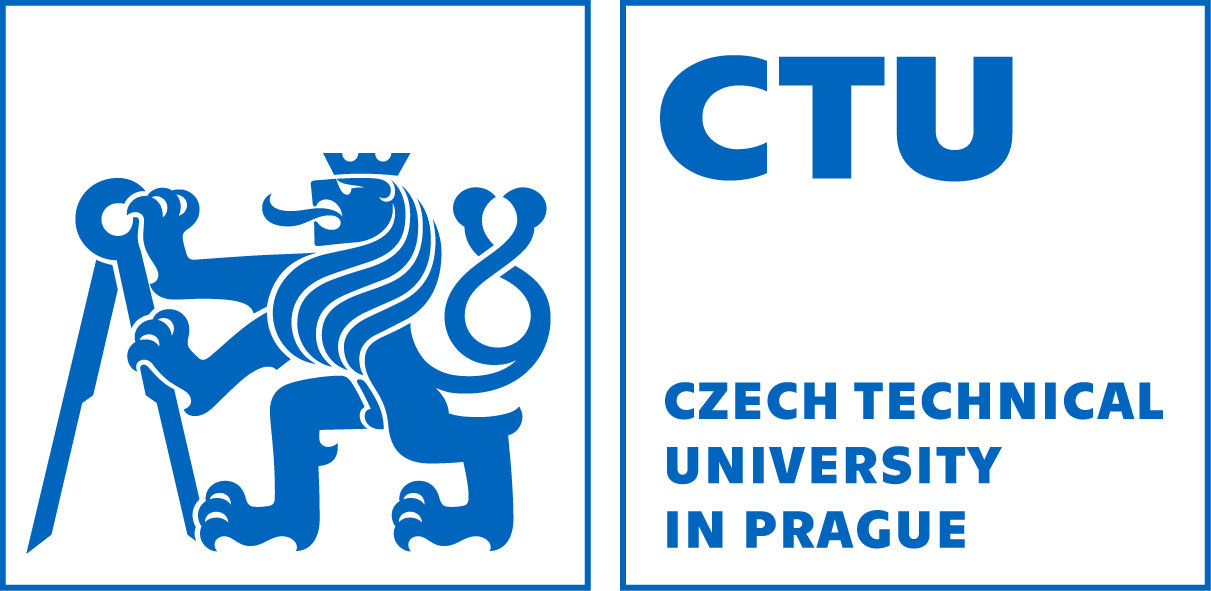 CTU
CZECH TECHNICAL
UNIVERSITY
IN PRAGUE